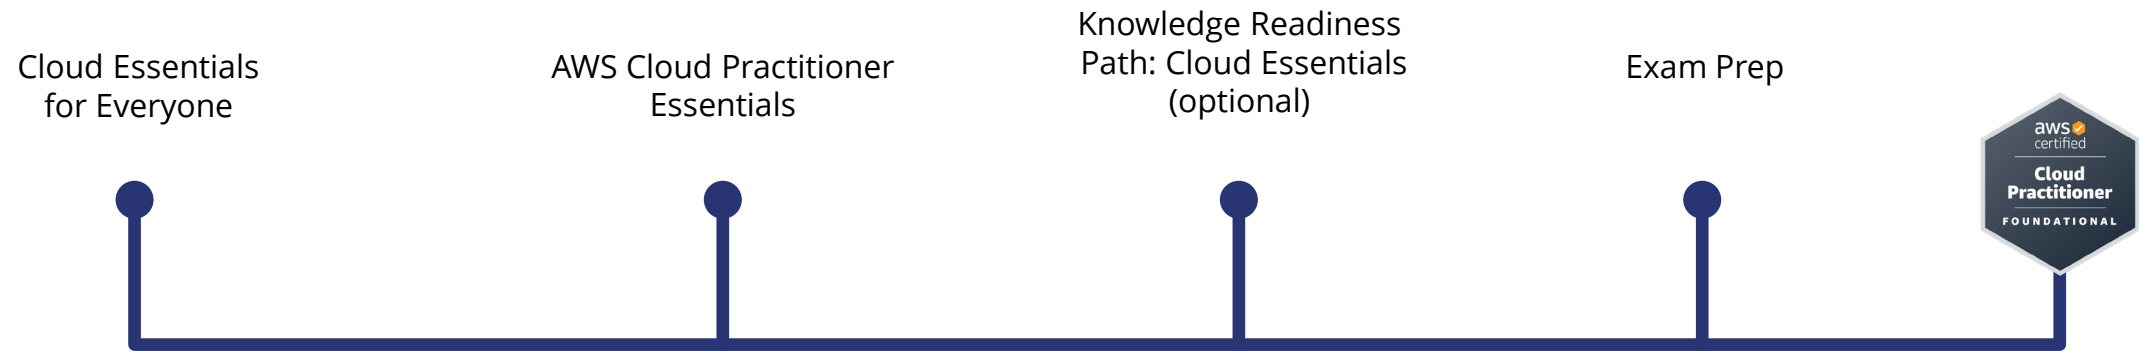 Cloud Essentials
for Everyone
AWS Cloud Practitioner
Essentials
Knowledge Readiness
Path: Cloud Essentials
(optional)
Exam Prep
aws
certified
Cloud
Practitioner
FOUNDATIONAL